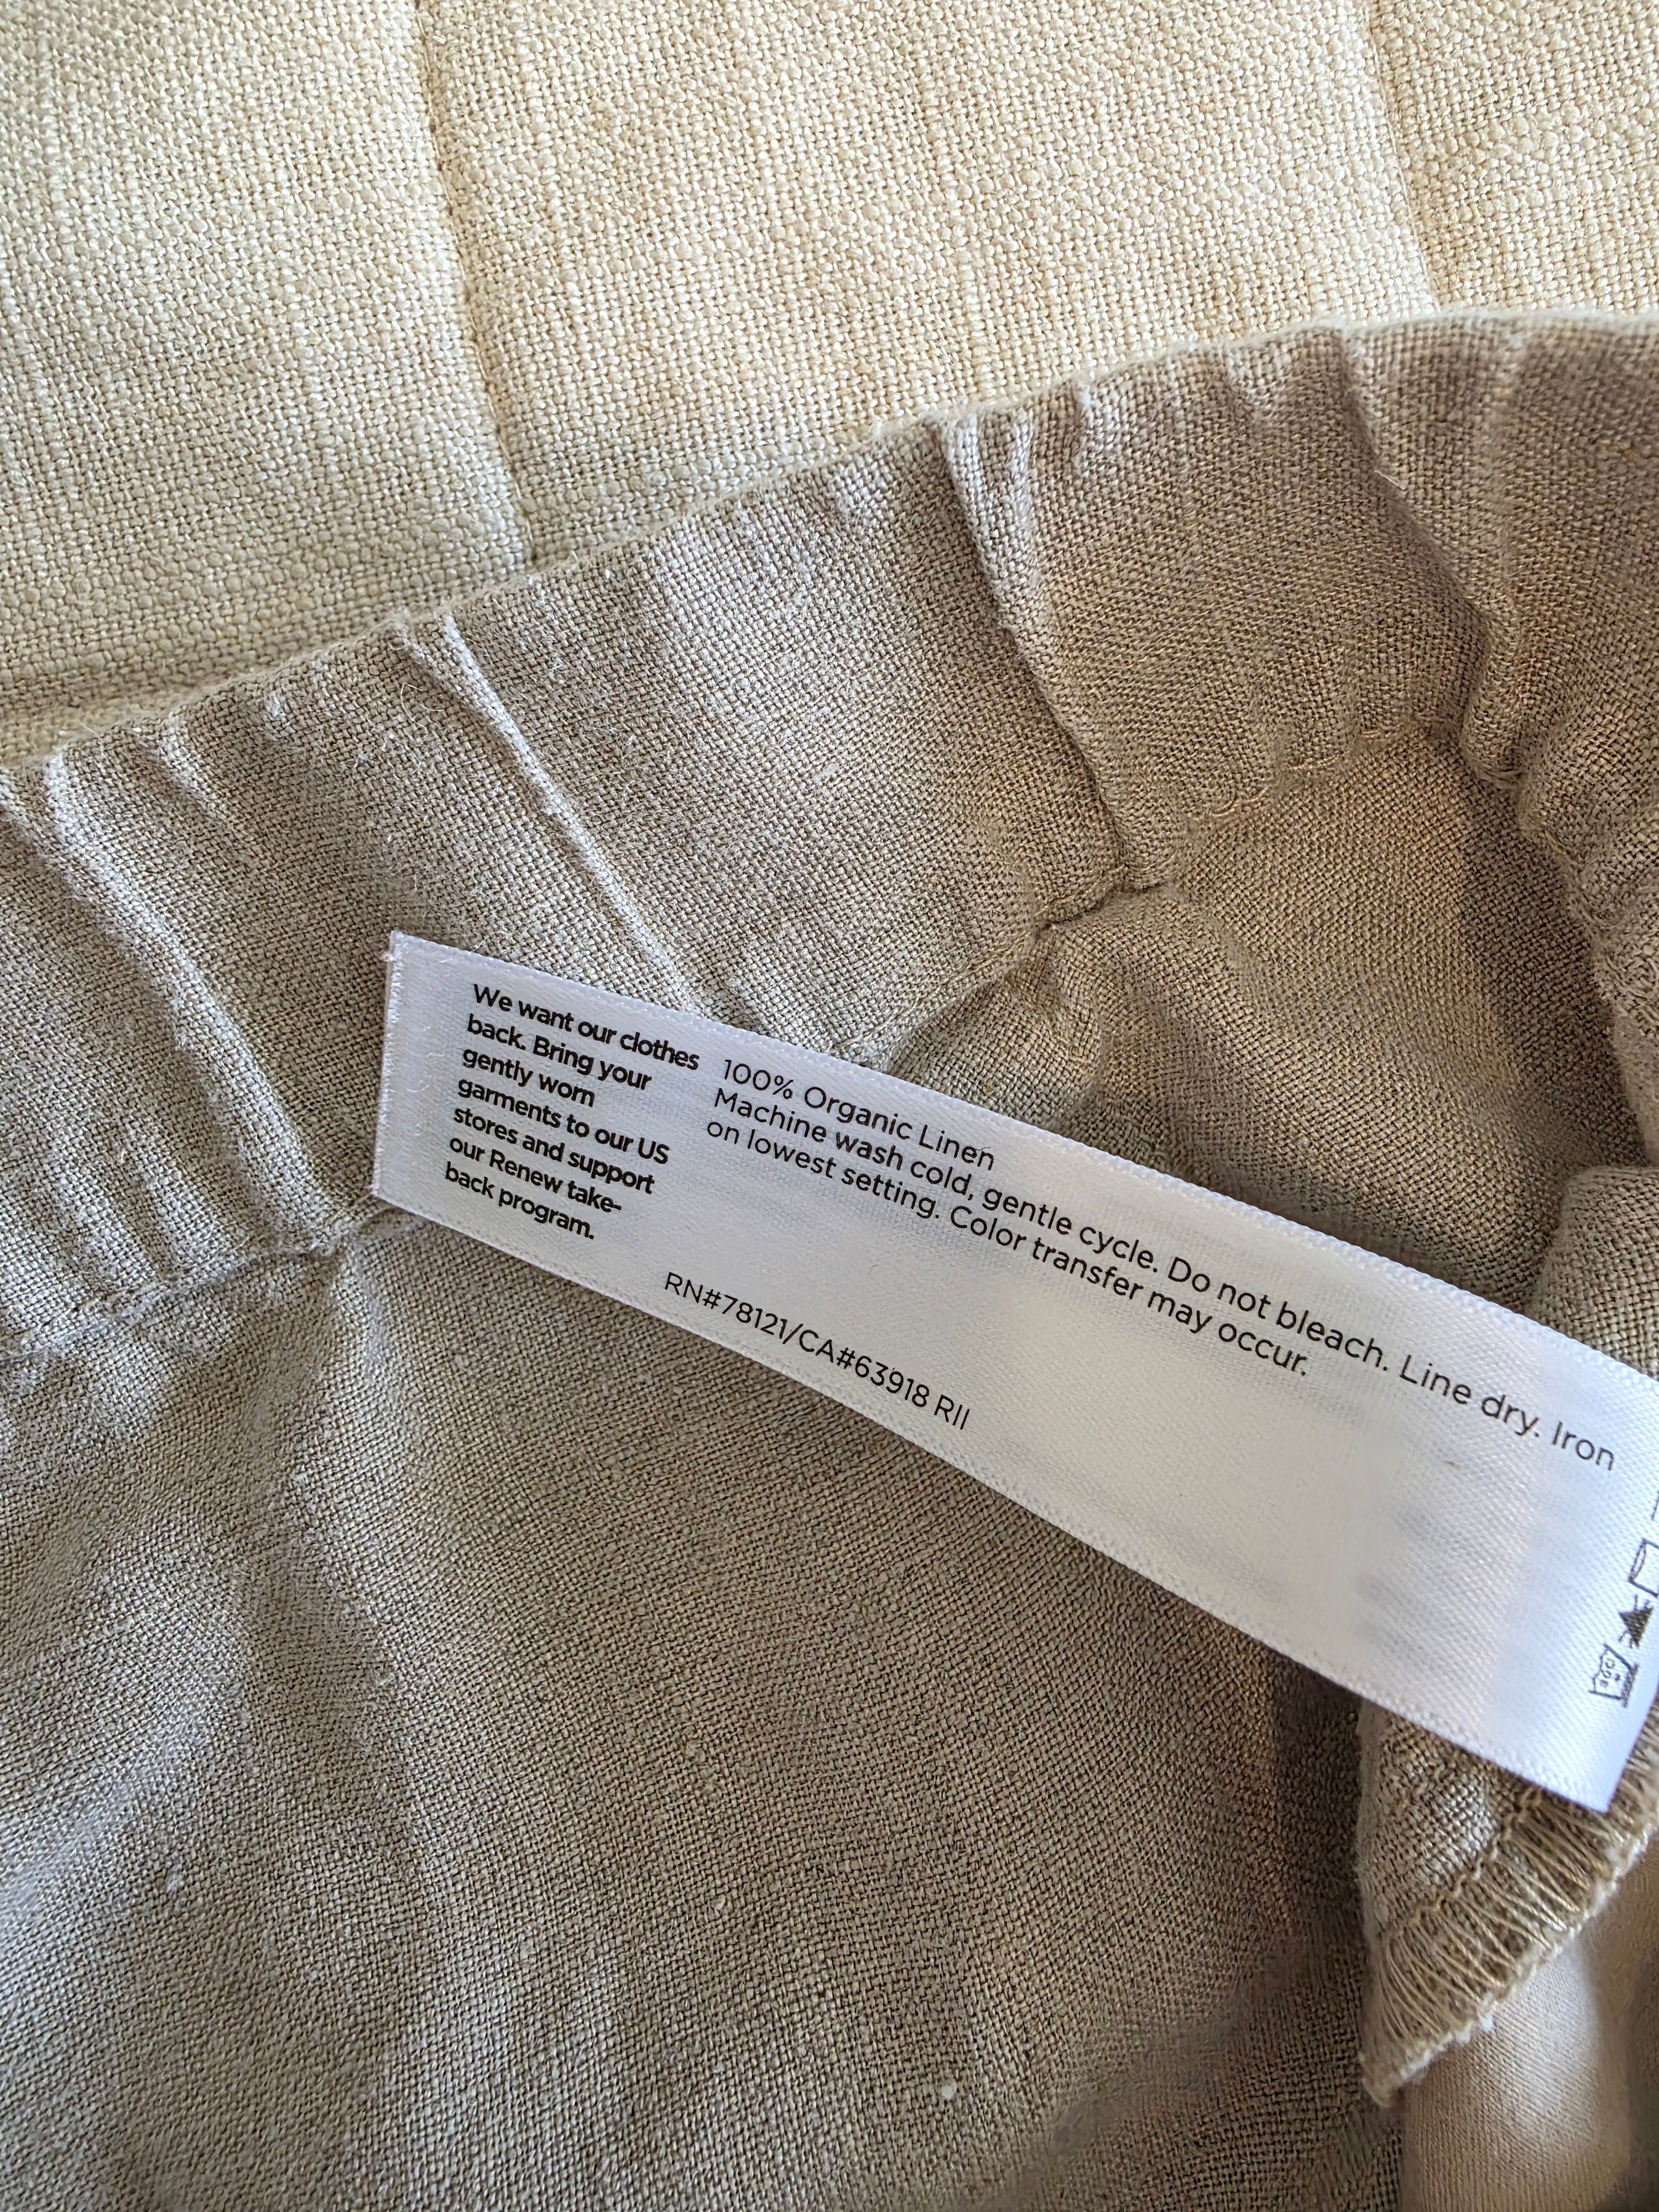 We want our clothes
back. Bring your
gently worn
garments to our US
stores and support
our Renew take-
back program.
100% Organic Linen
Machine wash cold, gentle cycle. Do not bleach. Line dry. Iron
on lowest setting. Color transfer may occur.
RN#78121/CA#63918 RII